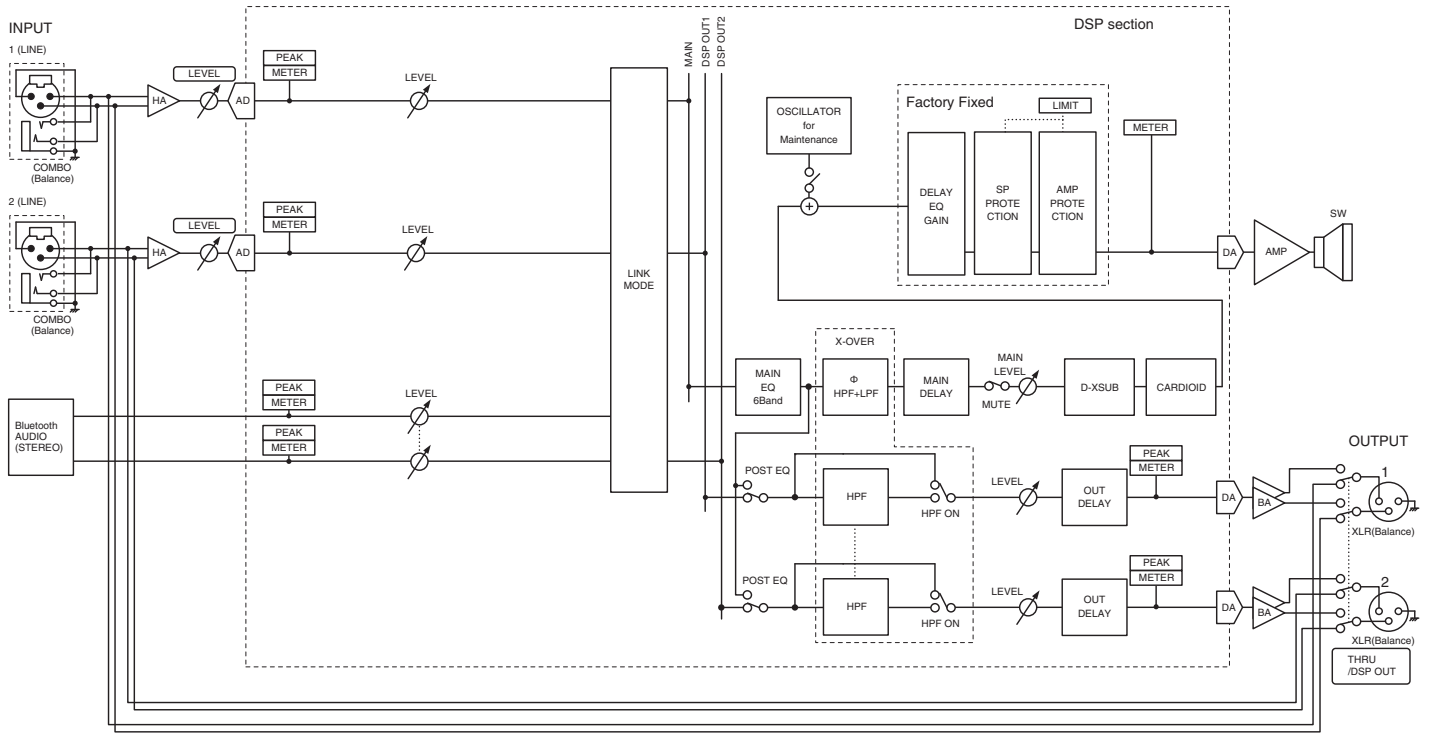 INPUT
1 (LINE)
COMBO
(Balance)
HA
LEVEL
AD
PEAK
METER
LEVEL
2 (LINE)
COMBO
(Balance)
HA
LEVEL
AD
PEAK
METER
LEVEL
Bluetooth
AUDIO
(STEREO)
PEAK
METER
PEAK
METER
LEVEL
LINK
MODE
MAIN
DSP OUT1
DSP OUT2
DSP section
OSCILLATOR
for
Maintenance
+
Factory Fixed
LIMIT
DELAY
EQ
GAIN
SP
PROTE
CTION
AMP
PROTE
CTION
METER
DA
AMP
SW
X-OVER
MAIN
EQ
6Band
Φ
HPF+LPF
MAIN
DELAY
MAIN
LEVEL
MUTE
D-XSUB
CARDIOID
POST EQ
HPF
HPF ON
LEVEL
OUT
DELAY
PEAK
METER
DA
BA
OUTPUT
1
XLR(Balance)
POST EQ
HPF
HPF ON
LEVEL
OUT
DELAY
PEAK
METER
DA
BA
2
XLR(Balance)
THRU
/DSP OUT